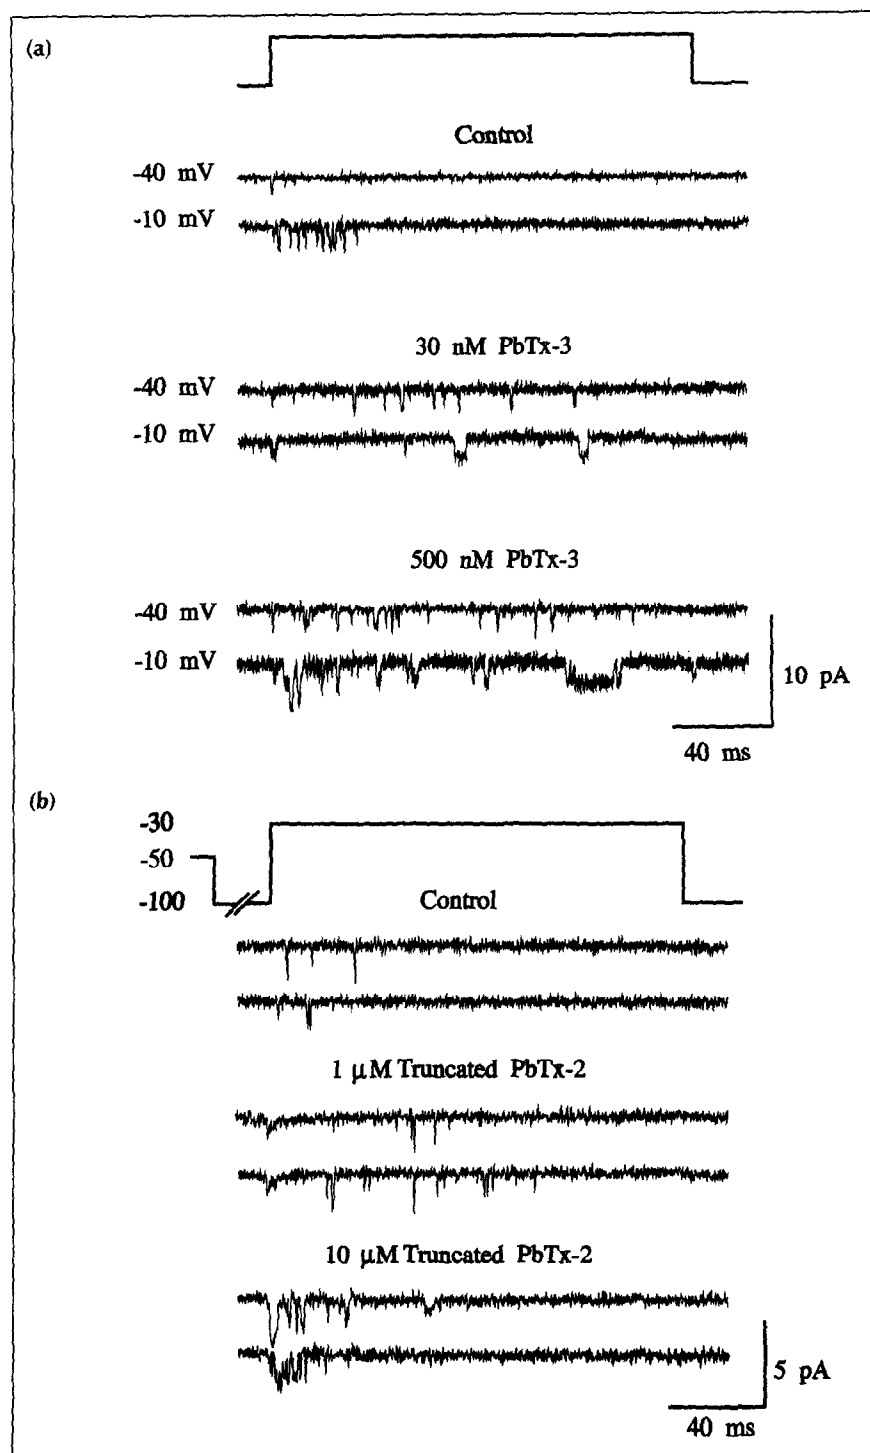 (a)
Control
-40 mV
-10 mV
30 nM PbTx-3
-40 mV
-10 mV
500 nM PbTx-3
-40 mV
-10 mV
10 pA
40 ms
(b)
-30
-50
-100
Control
1 μM Truncated PbTx-2
10 μM Truncated PbTx-2
5 pA
40 ms